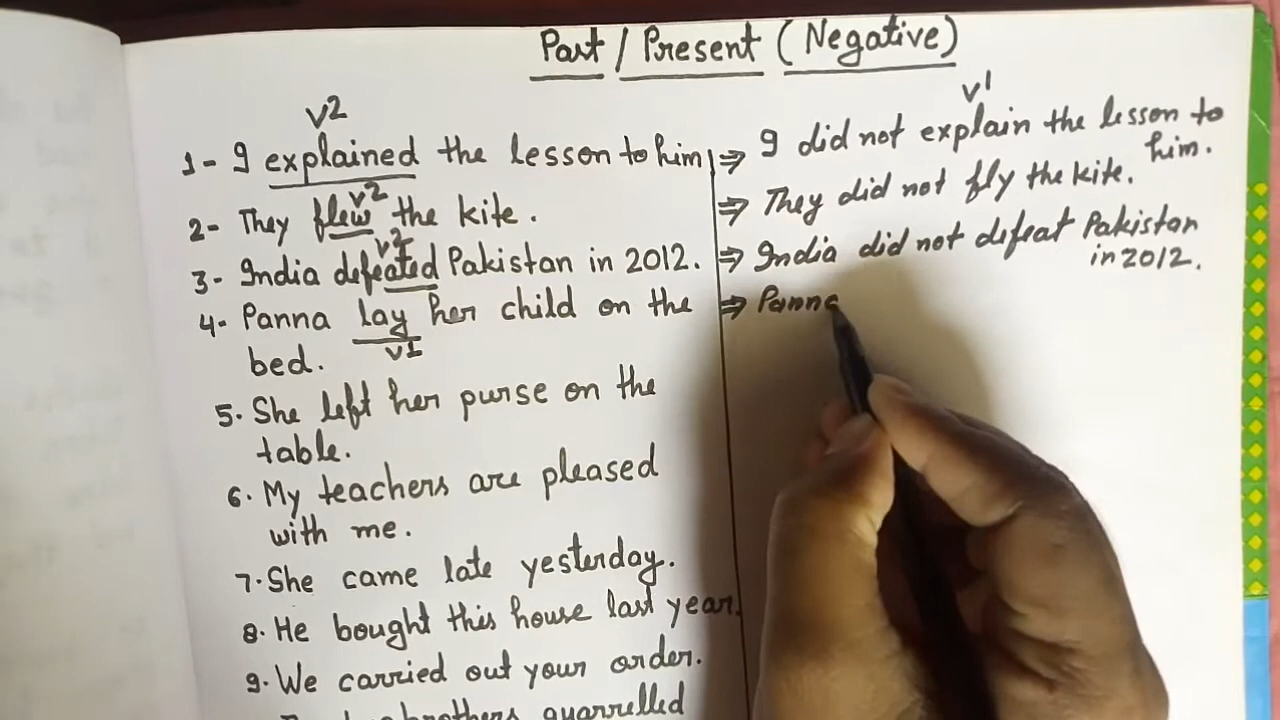 Past / Present (Negative)
V2
V1
1- I explained the lesson to him, ⇒ I did not explain the lesson to
him.
V2
2- They flew the kite. ⇒ They did not fly the kite.
V2
3- India defeated Pakistan in 2012. ⇒ India did not defeat Pakistan
in 2012.
4- Panna lay her child on the ⇒ Panna
V1
bed.
5. She left her purse on the
table.
6. My teachers are pleased
with me.
7. She came late yesterday.
8. He bought this house last year.
9. We carried out your order.
brothers quarrelled